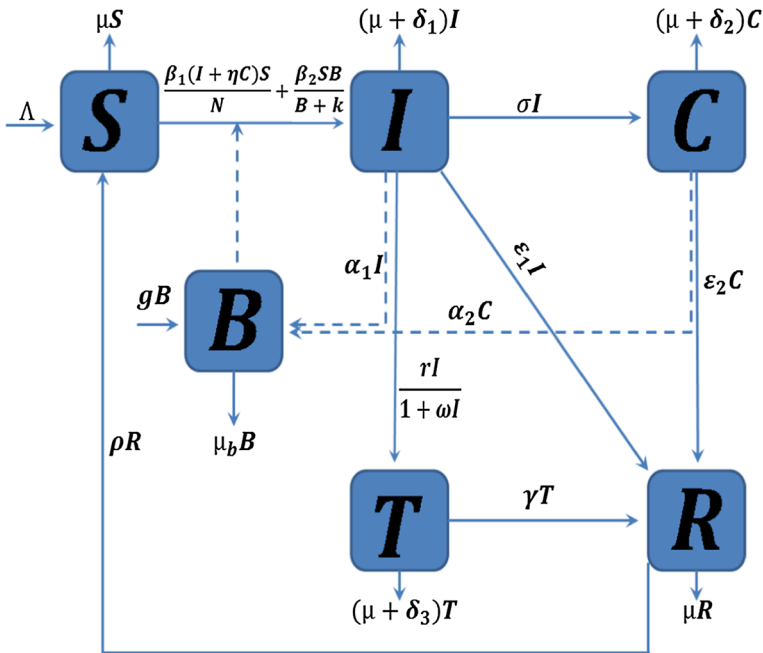 μS
(μ + δ₁)I
(μ + δ₂)C
Λ
S
β₁(I + ηC)S/N + β₂SB/(B + k)
I
σI
C
gB
B
α₁I
ε₁I
ε₂C
α₂C
rI/(1 + ωI)
ρR
μ_bB
T
γT
R
(μ + δ₃)T
μR